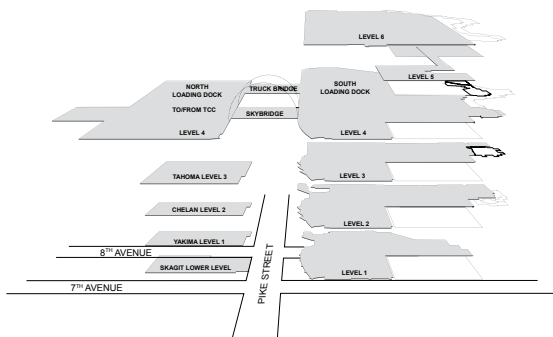 LEVEL 6
LEVEL 5
NORTH
LOADING DOCK
TRUCK BRIDGE
SOUTH
LOADING DOCK
TO/FROM TCC
SKYBRIDGE
LEVEL 4
LEVEL 4
TAHOMA LEVEL 3
LEVEL 3
CHELAN LEVEL 2
LEVEL 2
YAKIMA LEVEL 1
8TH AVENUE
SKAGIT LOWER LEVEL
LEVEL 1
7TH AVENUE
PIKE STREET